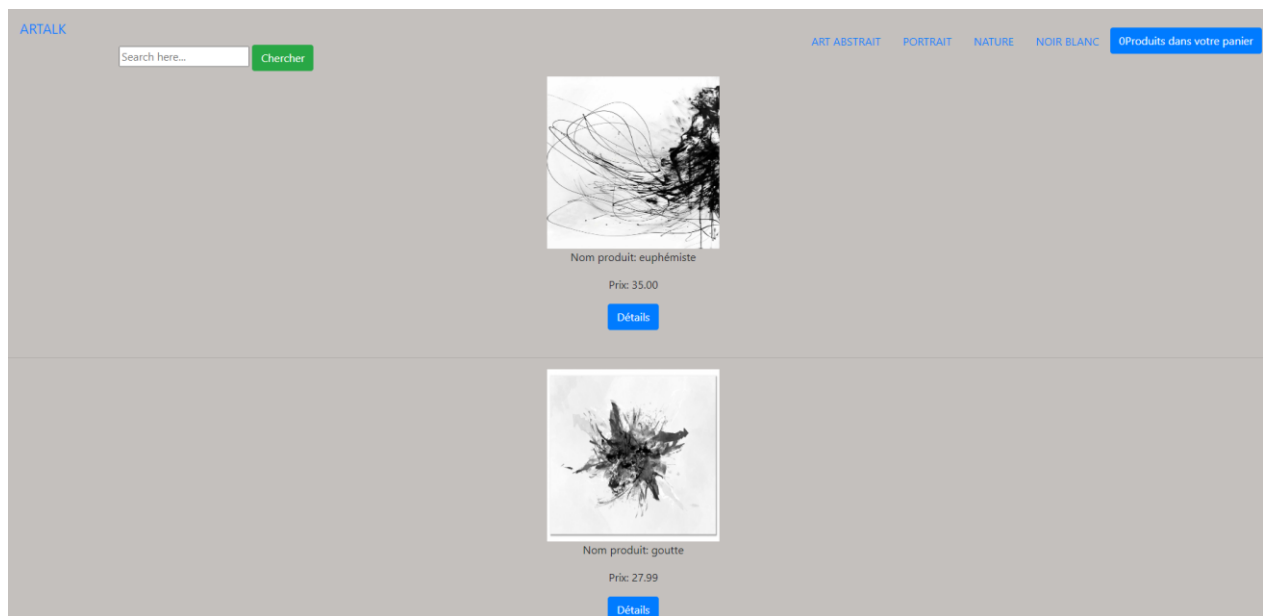 ARTALK
Search here...
Chercher
ART ABSTRAIT
PORTRAIT
NATURE
NOIR BLANC
0Produits dans votre panier
Nom produit: euphémiste
Prix: 35.00
Détails
Nom produit: goutte
Prix: 27.99
Détails